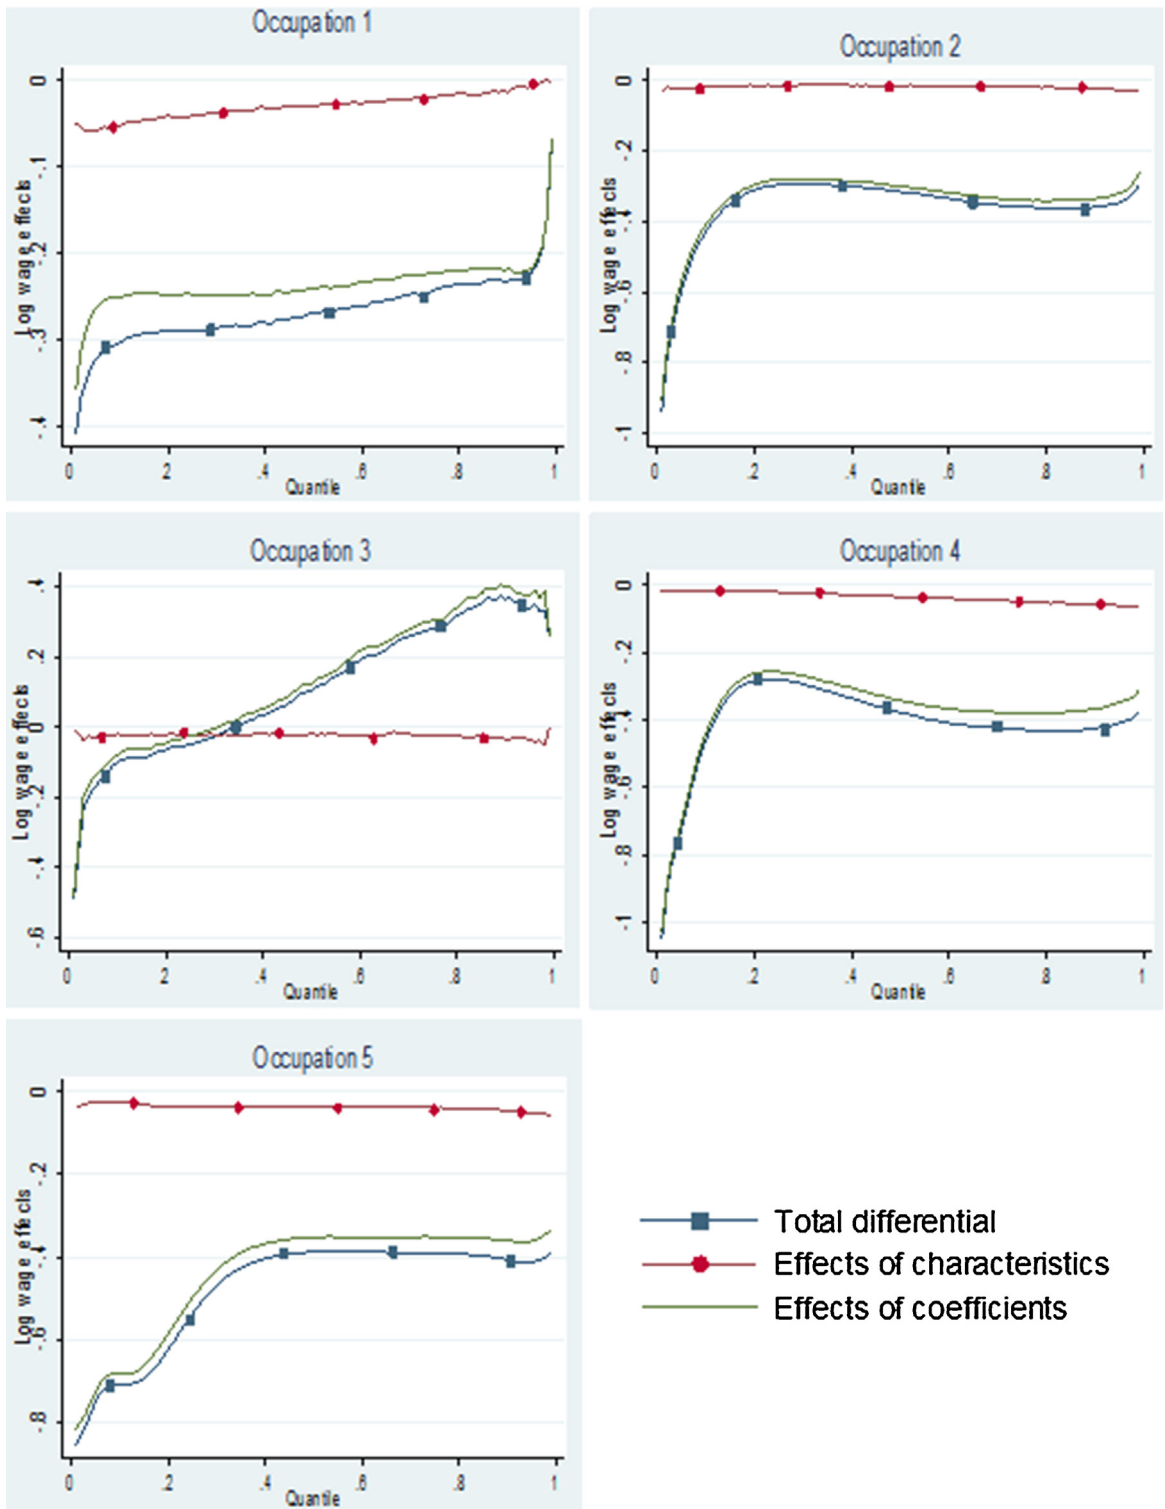 Occupation 1
Log wage effects
0
-.1
-.2
-.3
-.4
0 .2 .4 .6 .8 1
Quantile
Occupation 2
Log wage effects
0
-.2
-.4
-.6
-.8
-1
0 .2 .4 .6 .8 1
Quantile
Occupation 3
Log wage effects
.4
.2
0
-.2
-.4
-.6
0 .2 .4 .6 .8 1
Quantile
Occupation 4
Log wage effects
0
-.2
-.4
-.6
-.8
-1
0 .2 .4 .6 .8 1
Quantile
Occupation 5
Log wage effects
0
-.2
-.4
-.6
-.8
0 .2 .4 .6 .8 1
Quantile
Total differential
Effects of characteristics
Effects of coefficients